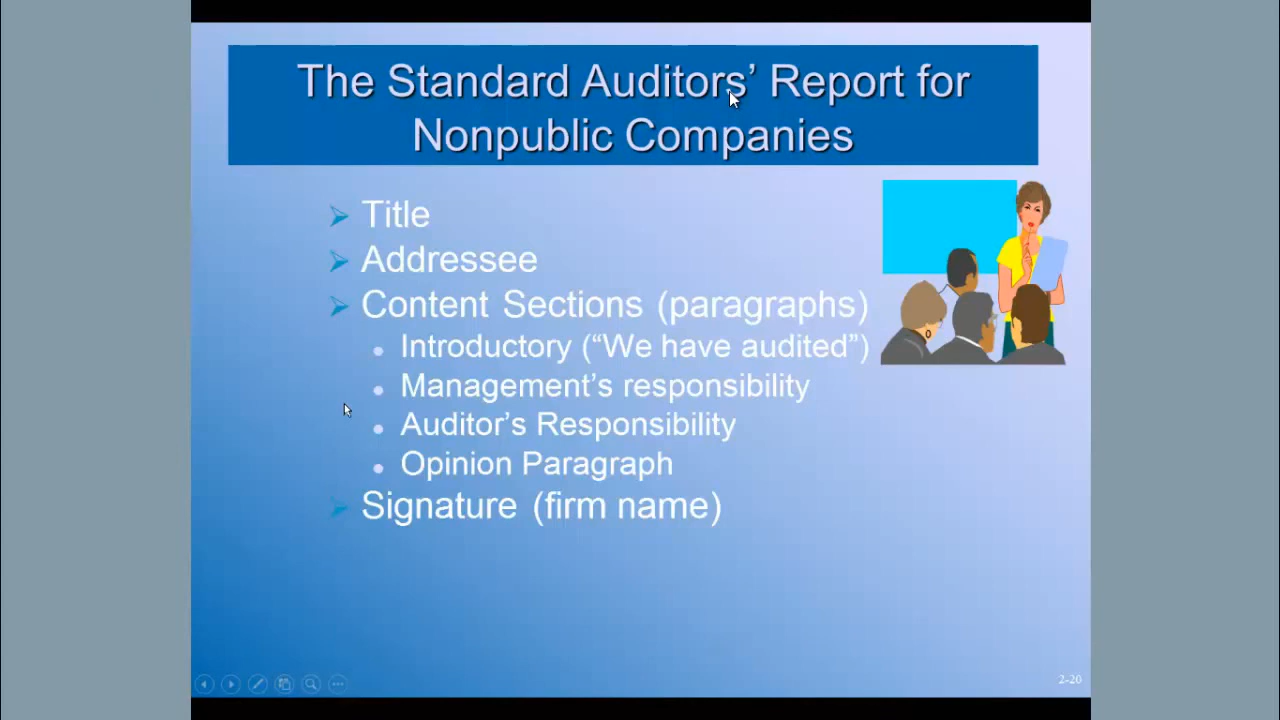 The Standard Auditors’ Report for
Nonpublic Companies
Title
Addressee
Content Sections (paragraphs)
Introductory (“We have audited”)
Management’s responsibility
Auditor’s Responsibility
Opinion Paragraph
Signature (firm name)
2-20